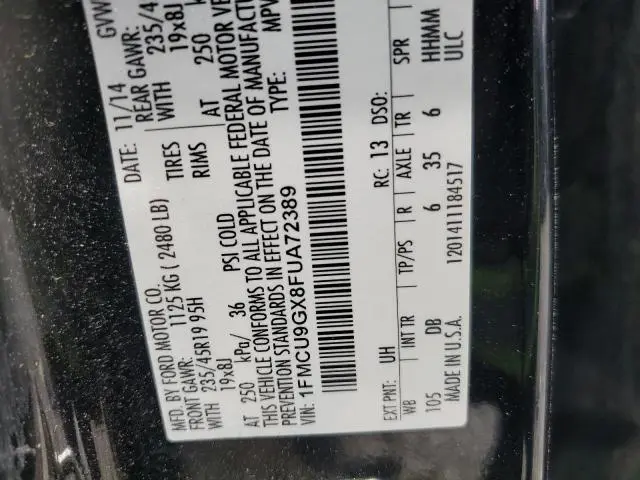 MFD. BY FORD MOTOR CO.
DATE: 11/14
GVW
FRONT GAWR: 1125 KG ( 2480 LB)
REAR GAWR:
WITH 235/45R19 95H TIRES
WITH 235/4
19x8J RIMS
19x8J
AT 250 kPa/ 36 PSI COLD
AT 250
THIS VEHICLE CONFORMS TO ALL APPLICABLE FEDERAL MOTOR VE
PREVENTION STANDARDS IN EFFECT ON THE DATE OF MANUFACTUR
VIN: 1FMCU9GX8FUA72389
TYPE: MPV
EXT PNT: UH RC: 13 DSO:
WB INT TR TP/PS R AXLE TR SPR
105 DB 6 35 6 HHMM
MADE IN U.S.A. 1201411184517 ULC